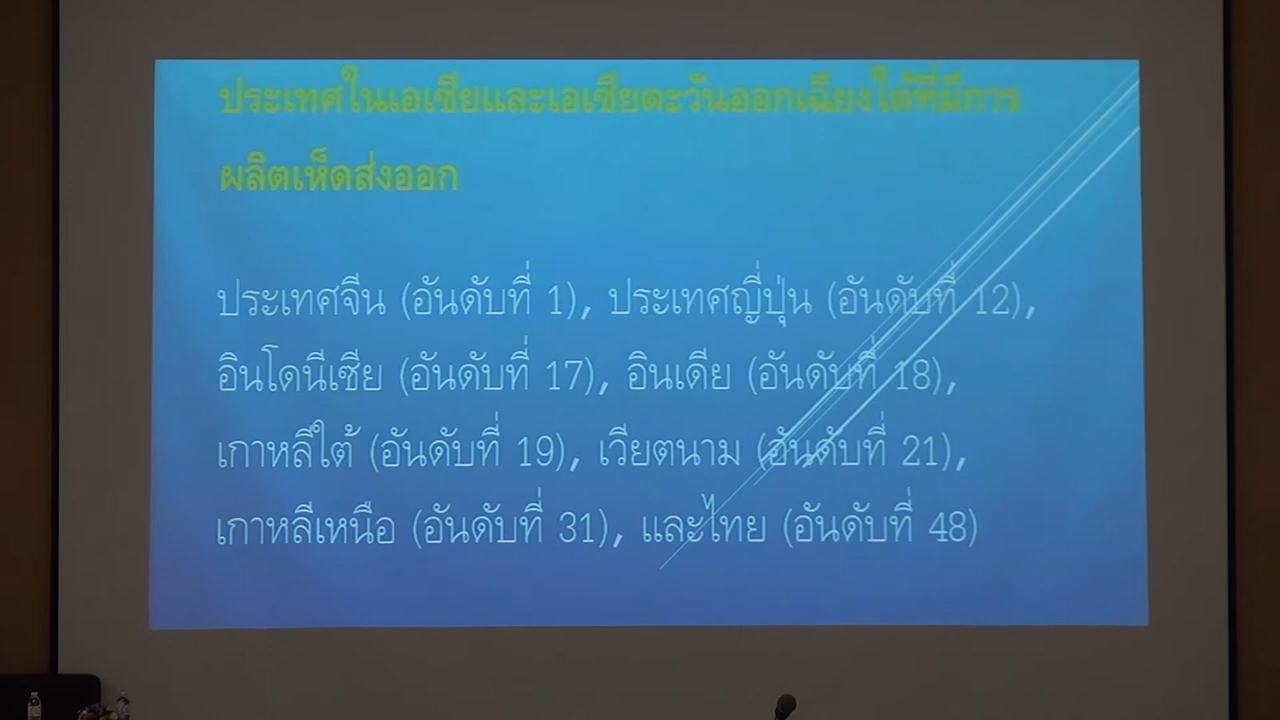 ประเทศในเอเชียและเอเชียตะวันออกเฉียงใต้ที่มีการ
ผลิตเห็ดส่งออก
ประเทศจีน (อันดับที่ 1), ประเทศญี่ปุ่น (อันดับที่ 12),
อินโดนีเซีย (อันดับที่ 17), อินเดีย (อันดับที่ 18),
เกาหลีใต้ (อันดับที่ 19), เวียตนาม (อันดับที่ 21),
เกาหลีเหนือ (อันดับที่ 31), และไทย (อันดับที่ 48)